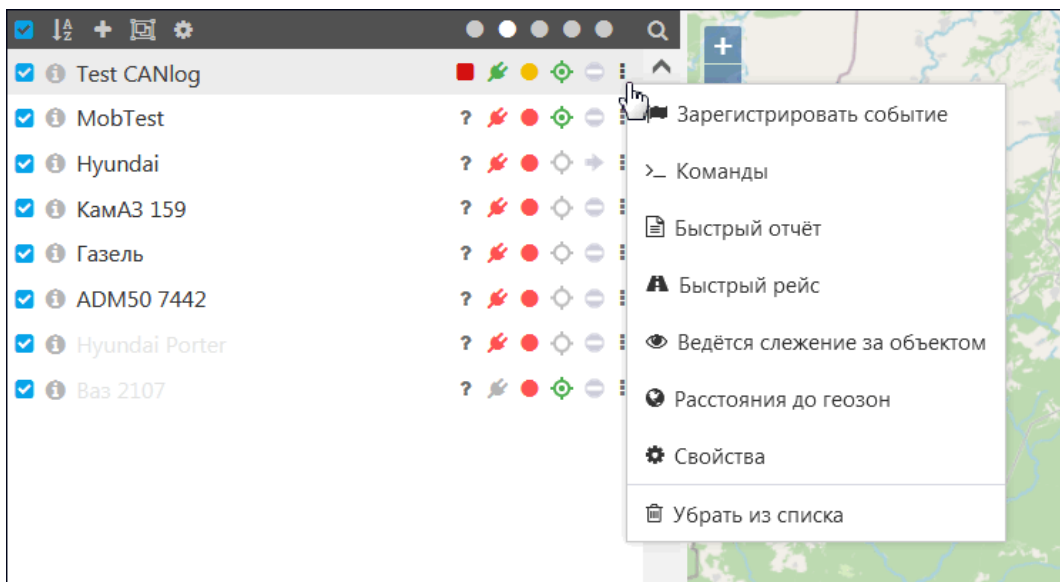 Test CANlog
MobTest
Hyundai
КамАЗ 159
Газель
ADM50 7442
Hyundai Porter
Ваз 2107
Зарегистрировать событие
Команды
Быстрый отчёт
Быстрый рейс
Ведётся слежение за объектом
Расстояния до геозон
Свойства
Убрать из списка